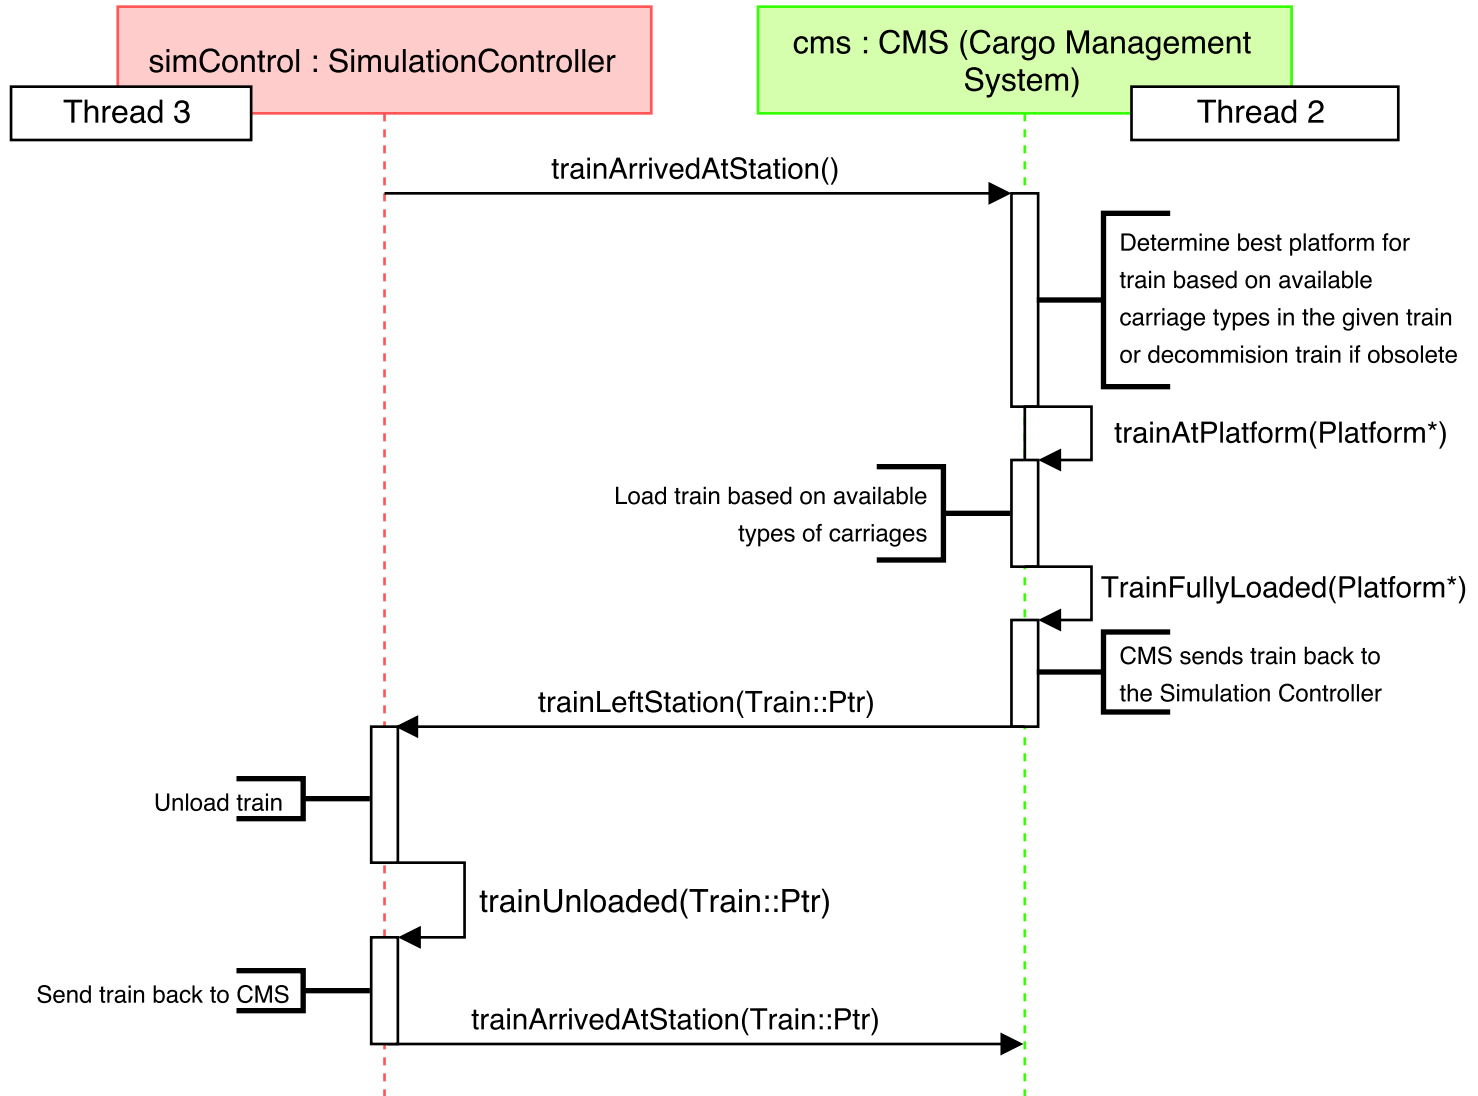 simControl : SimulationController
cms : CMS (Cargo Management
System)
Thread 3
Thread 2
trainArrivedAtStation()
Determine best platform for
train based on available
carriage types in the given train
or decommision train if obsolete
trainAtPlatform(Platform*)
Load train based on available
types of carriages
TrainFullyLoaded(Platform*)
CMS sends train back to
the Simulation Controller
trainLeftStation(Train::Ptr)
Unload train
trainUnloaded(Train::Ptr)
Send train back to CMS
trainArrivedAtStation(Train::Ptr)